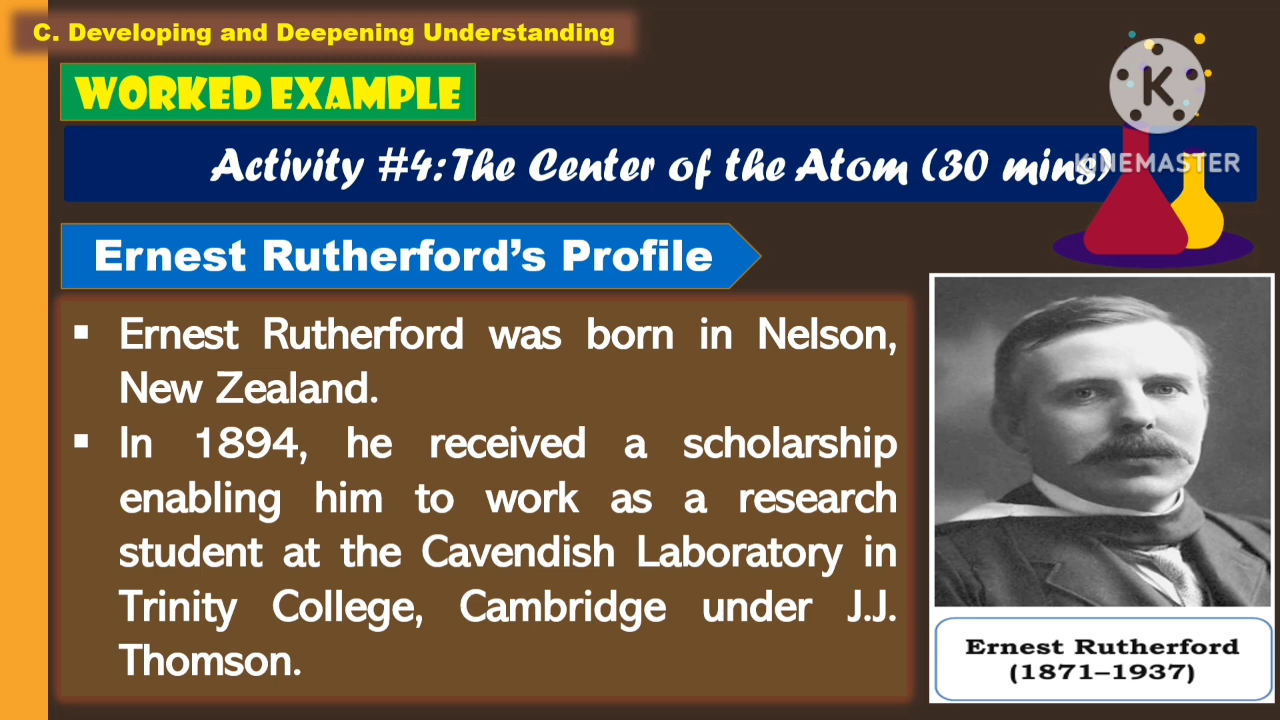 C. Developing and Deepening Understanding
WORKED EXAMPLE
Activity #4: The Center of the Atom (30 mins)
K
KINEMASTER
Ernest Rutherford’s Profile
▪ Ernest Rutherford was born in Nelson,
New Zealand.
▪ In 1894, he received a scholarship
enabling him to work as a research
student at the Cavendish Laboratory in
Trinity College, Cambridge under J.J.
Thomson.
Ernest Rutherford
(1871–1937)